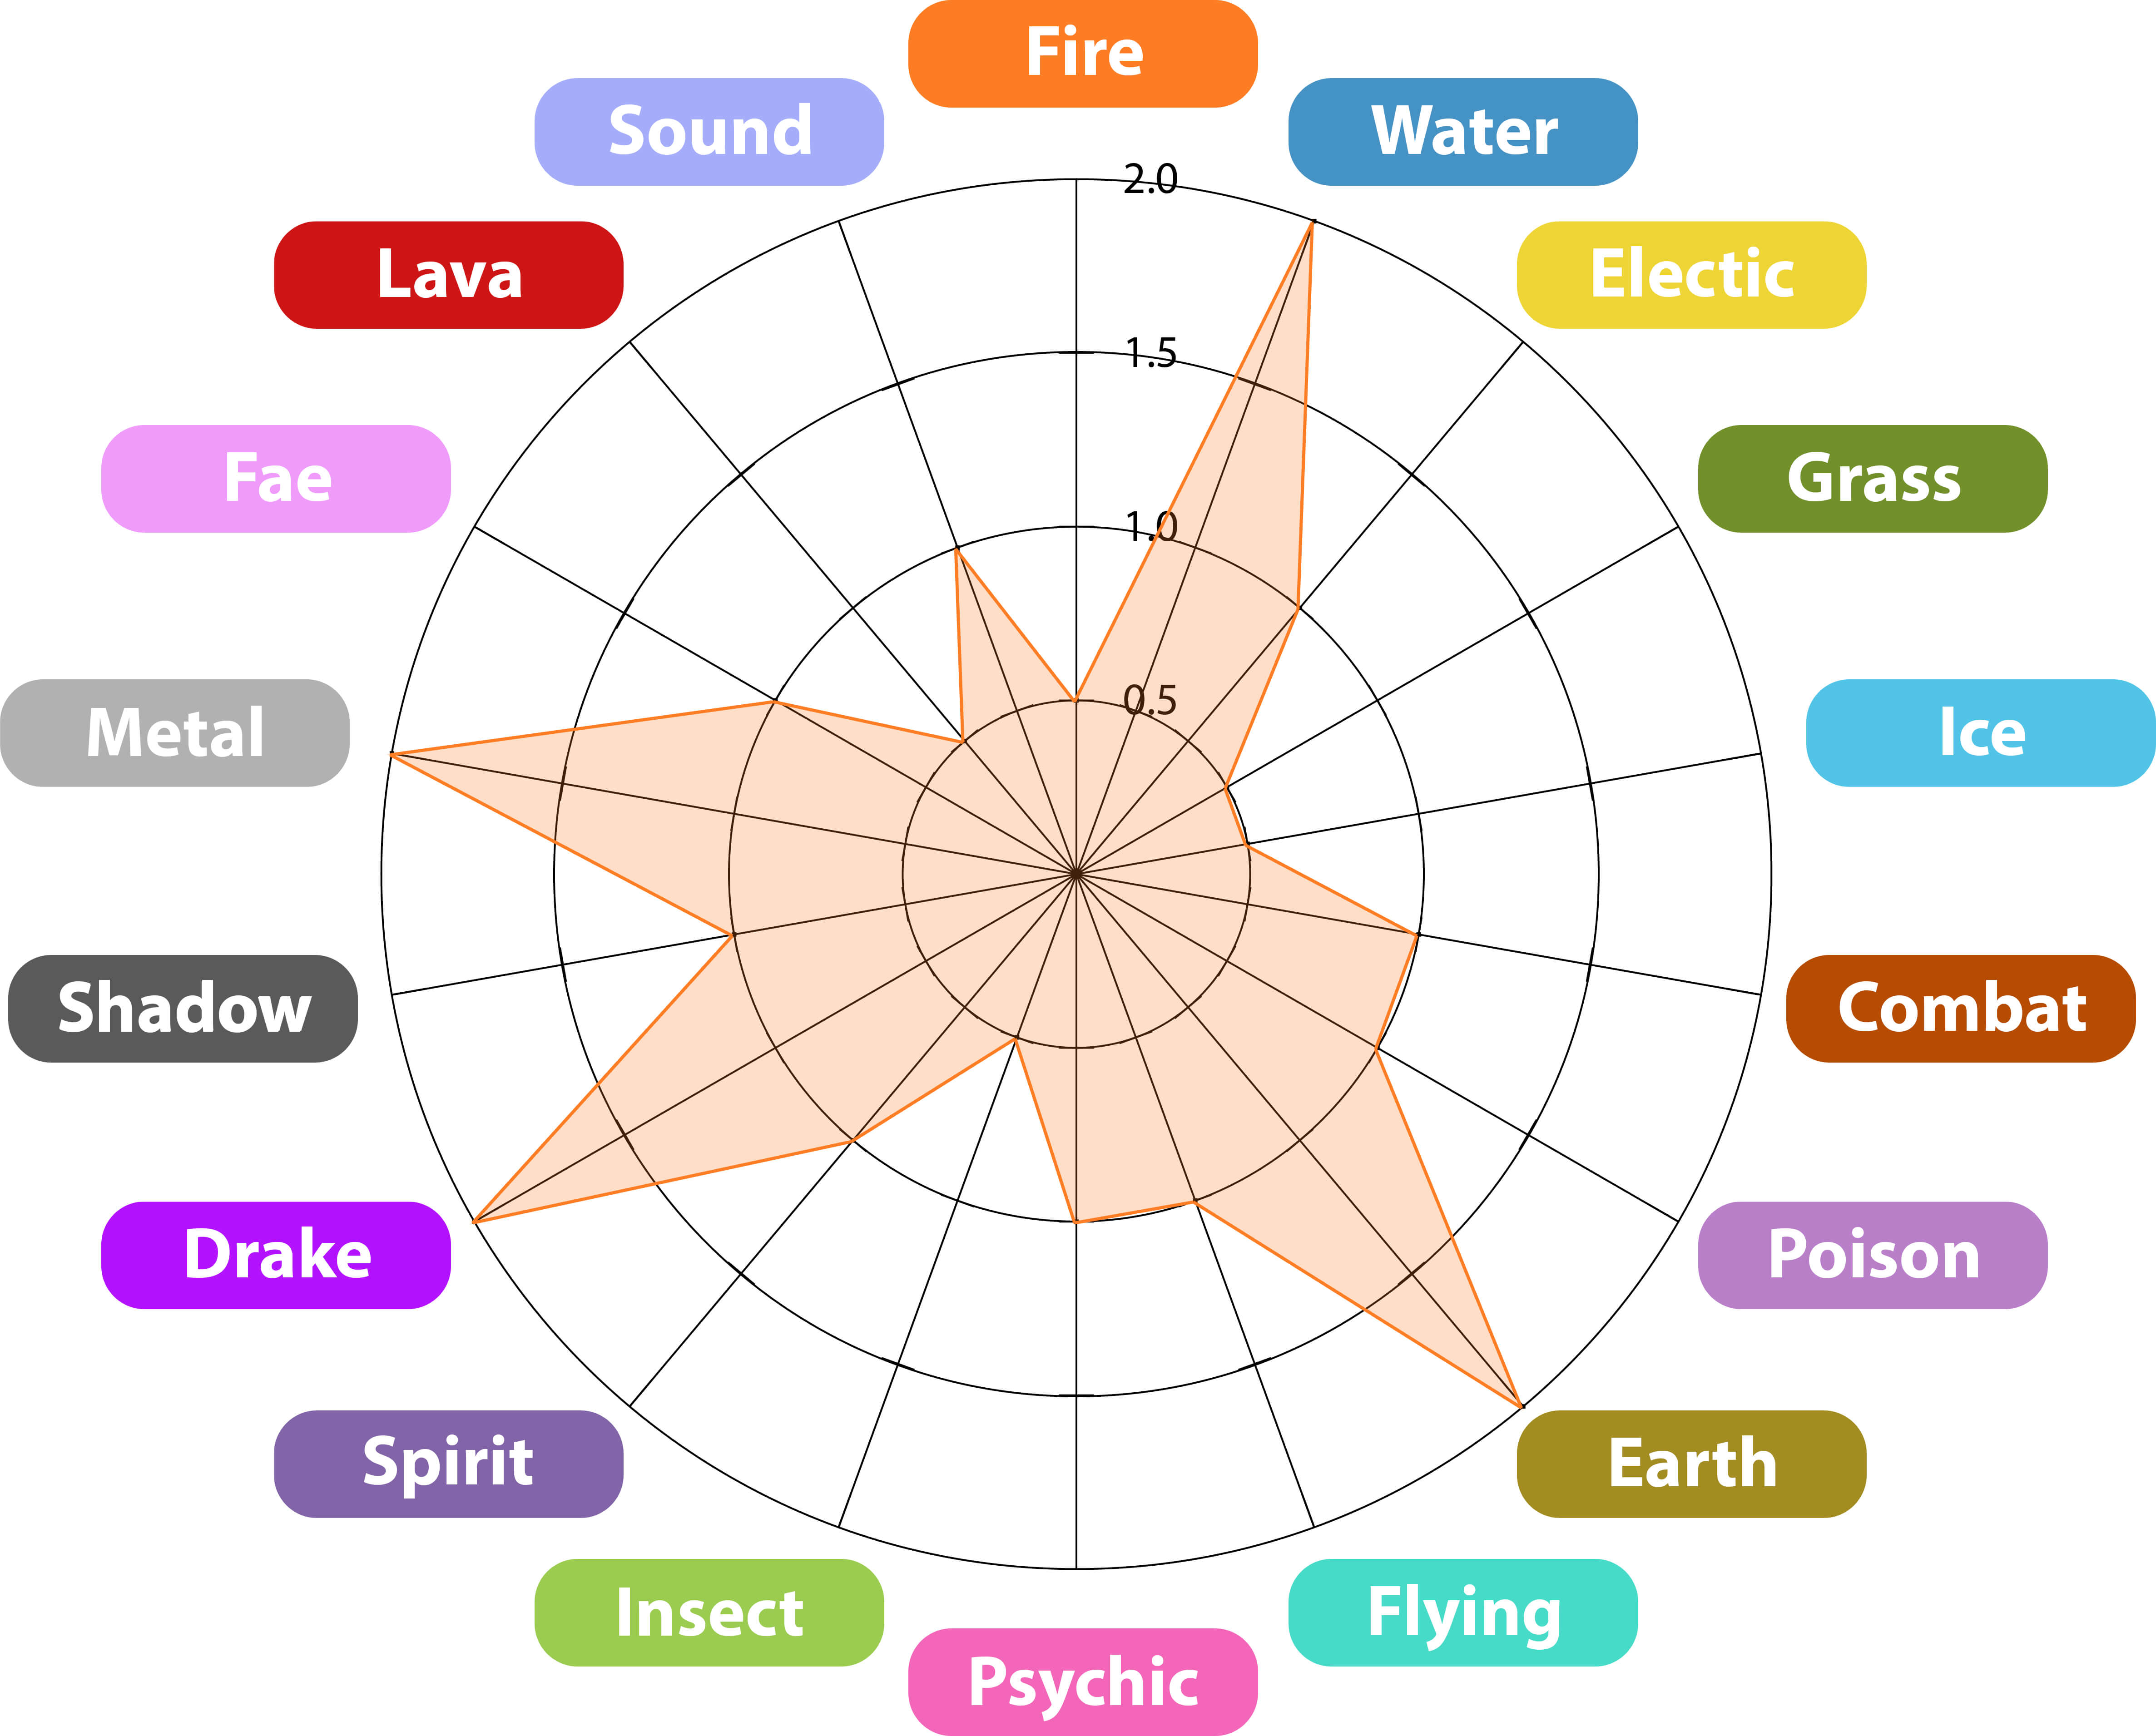 Fire
Sound
Water
2.0
Lava
Electic
1.5
Fae
Grass
1.0
Metal
0.5
Ice
Shadow
Combat
Drake
Poison
Spirit
Earth
Insect
Flying
Psychic